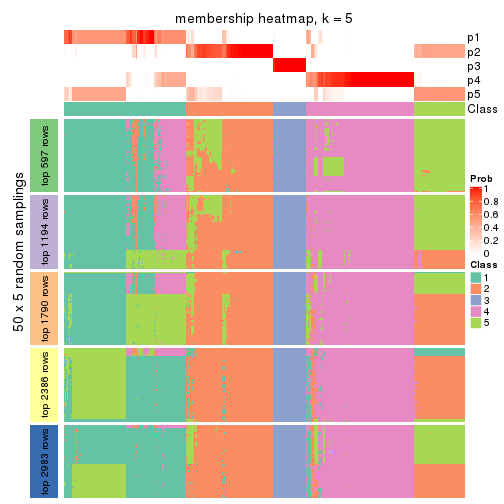 membership heatmap, k = 5
p1
p2
p3
p4
p5
Class
50 x 5 random samplings
top 597 rows
top 1194 rows
top 1790 rows
top 2386 rows
top 2983 rows
Prob
1
0.8
0.6
0.4
0.2
0
Class
1
2
3
4
5